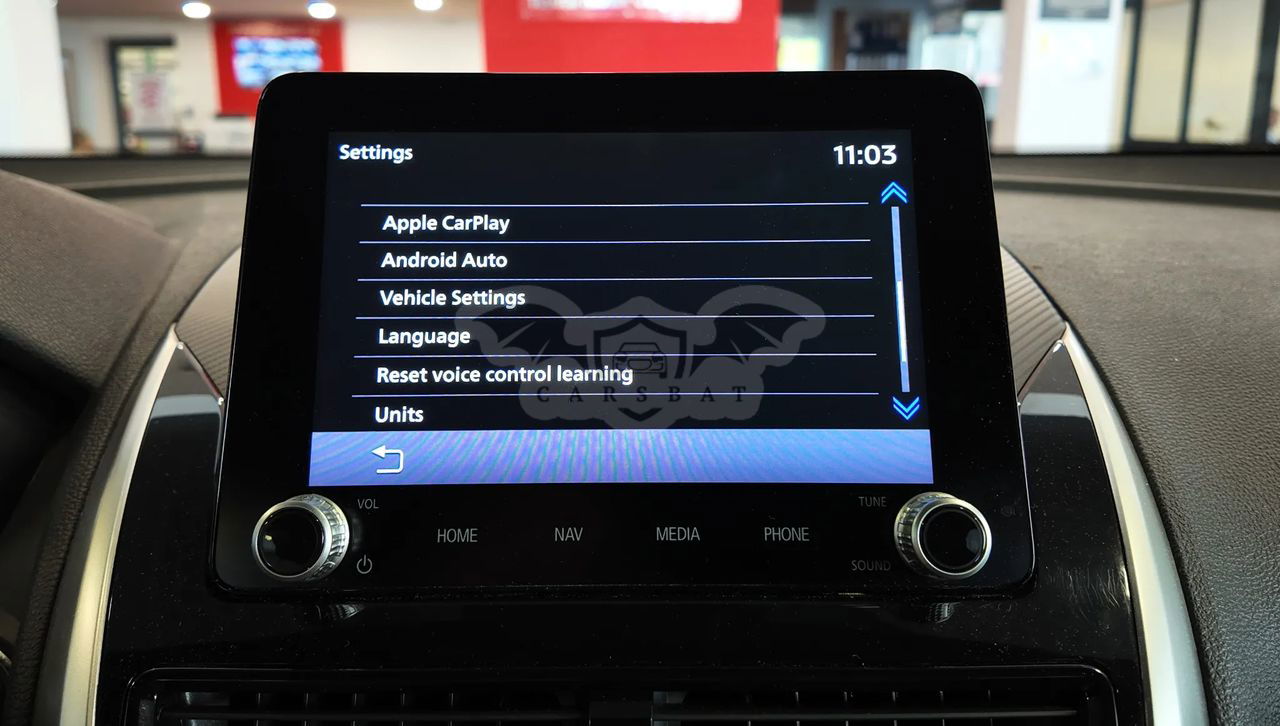 Settings
11:03
Apple CarPlay
Android Auto
Vehicle Settings
Language
Reset voice control learning
CARSBAT
Units
VOL
TUNE
HOME
NAV
MEDIA
PHONE
SOUND